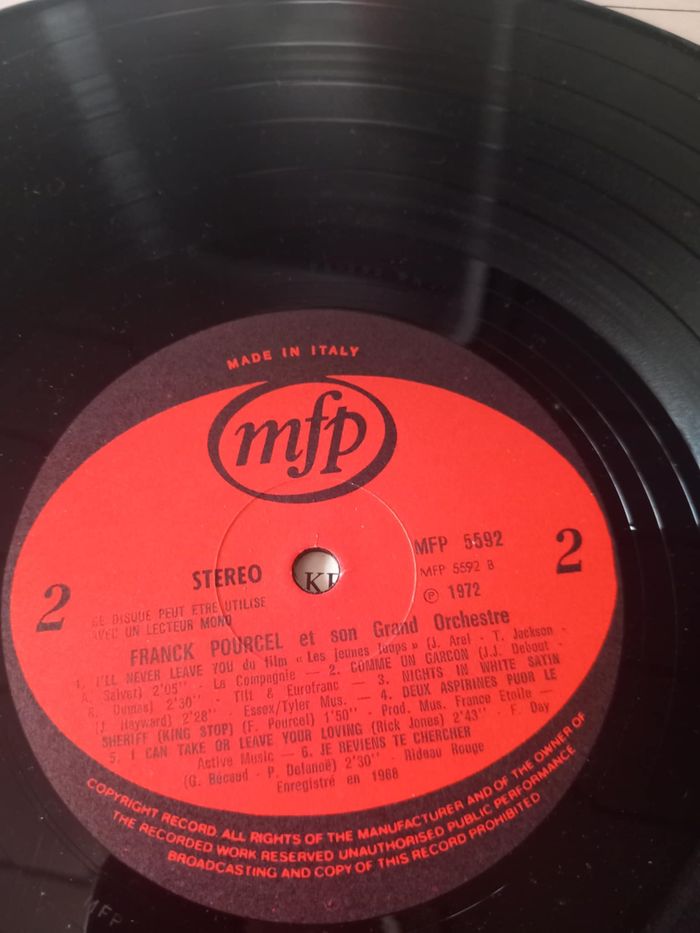 MADE IN ITALY
mfp
STEREO
MFP 5592
MFP 5592 B
℗ 1972
2
2
CE DISQUE PEUT ETRE UTILISE
AVEC UN LECTEUR MONO
FRANCK POURCEL et son Grand Orchestre
1. I'LL NEVER LEAVE YOU du film « Les jeunes loups » (J. Arel - T. Jackson -
A. Salvet) 2'05" - La Compagnie - 2. COMME UN GARCON (J.J. Debout -
R. Dumas) 2'30" - Tilt & Eurofranc - 3. NIGHTS IN WHITE SATIN
(J. Hayward) 2'28" - Essex/Tyler Mus. - 4. DEUX ASPIRINES PUOR LE
SHERIFF (KING STOP) (F. Pourcel) 1'50" - Prod. Mus. France Etoile -
5. I CAN TAKE OR LEAVE YOUR LOVING (Rick Jones) 2'43" - F. Day
Active Music - 6. JE REVIENS TE CHERCHER
(G. Bécaud - P. Delanoë) 2'30" - Rideau Rouge
Enregistré en 1968
COPYRIGHT RECORD. ALL RIGHTS OF THE MANUFACTURER AND OF THE OWNER OF
THE RECORDED WORK RESERVED UNAUTHORISED PUBLIC PERFORMANCE
BROADCASTING AND COPY OF THIS RECORD PROHIBITED
MFP